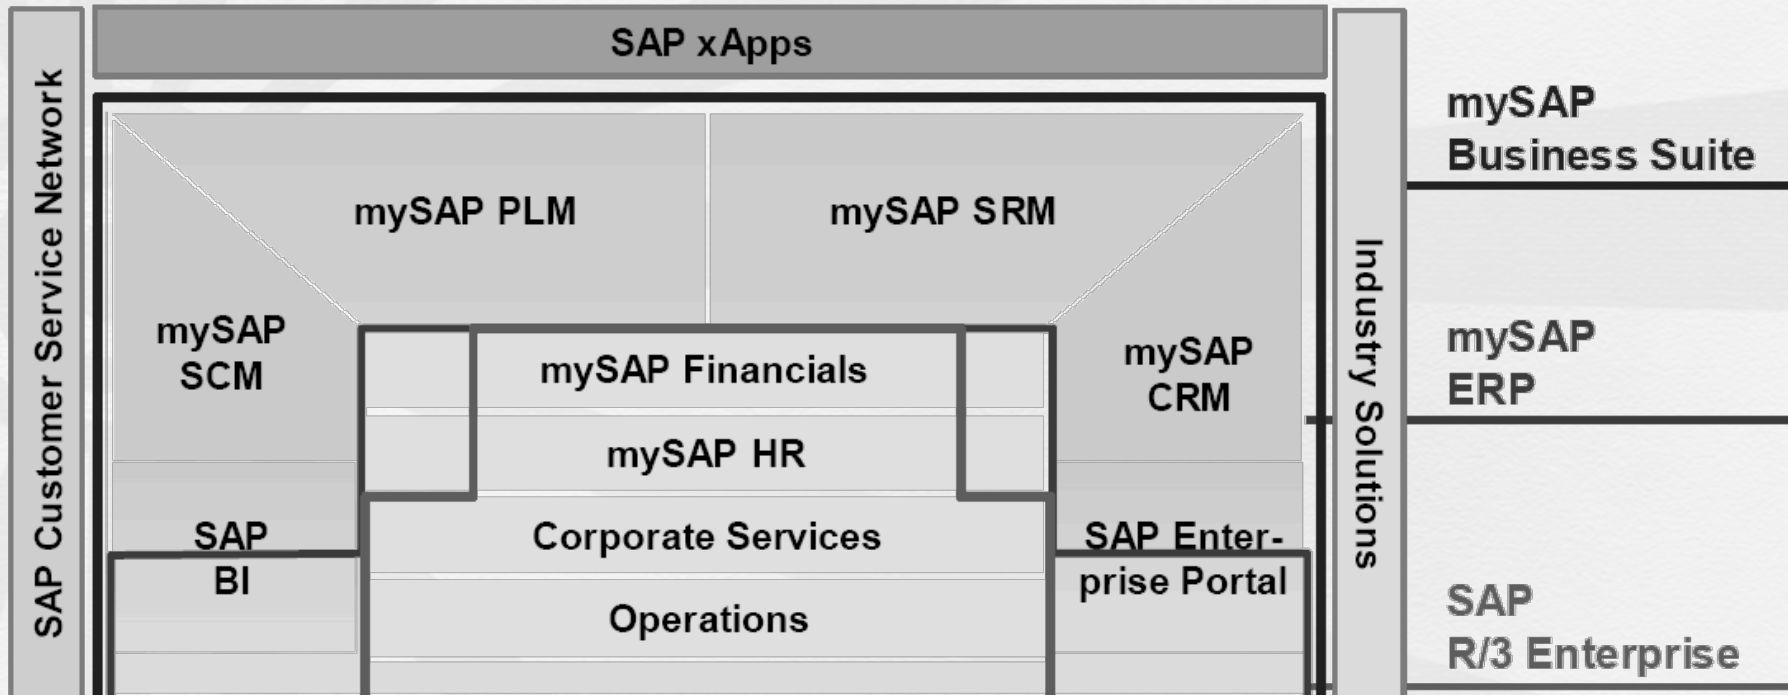 SAP xApps
SAP Customer Service Network
mySAP PLM
mySAP SRM
mySAP
SCM
mySAP
CRM
mySAP Financials
mySAP HR
SAP
BI
Corporate Services
SAP Enter-
prise Portal
Operations
Industry Solutions
mySAP
Business Suite
mySAP
ERP
SAP
R/3 Enterprise